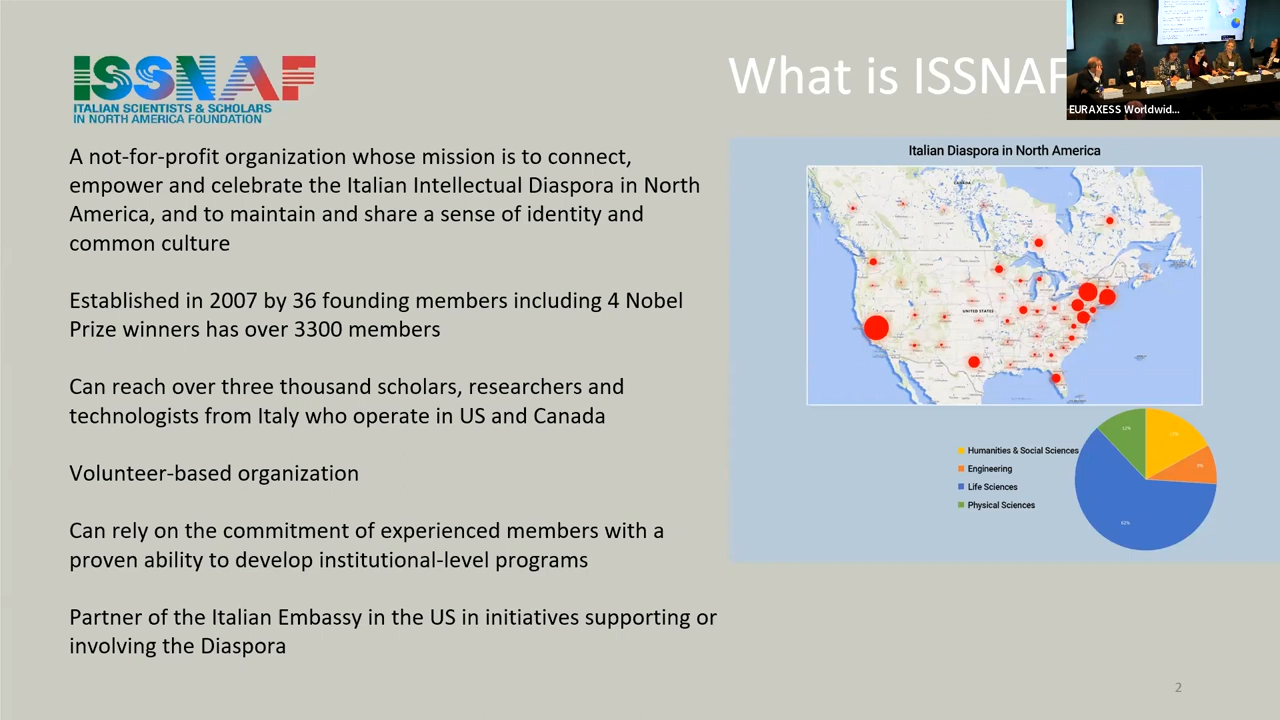 ISSNAF
ITALIAN SCIENTISTS & SCHOLARS
IN NORTH AMERICA FOUNDATION
What is ISSNAF
EURAXESS Worldwid...
A not-for-profit organization whose mission is to connect,
empower and celebrate the Italian Intellectual Diaspora in North
America, and to maintain and share a sense of identity and
common culture
Established in 2007 by 36 founding members including 4 Nobel
Prize winners has over 3300 members
Can reach over three thousand scholars, researchers and
technologists from Italy who operate in US and Canada
Volunteer-based organization
Can rely on the commitment of experienced members with a
proven ability to develop institutional-level programs
Partner of the Italian Embassy in the US in initiatives supporting or
involving the Diaspora
Italian Diaspora in North America
CANADA
UNITED STATES
Humanities & Social Sciences
Engineering
Life Sciences
Physical Sciences
2